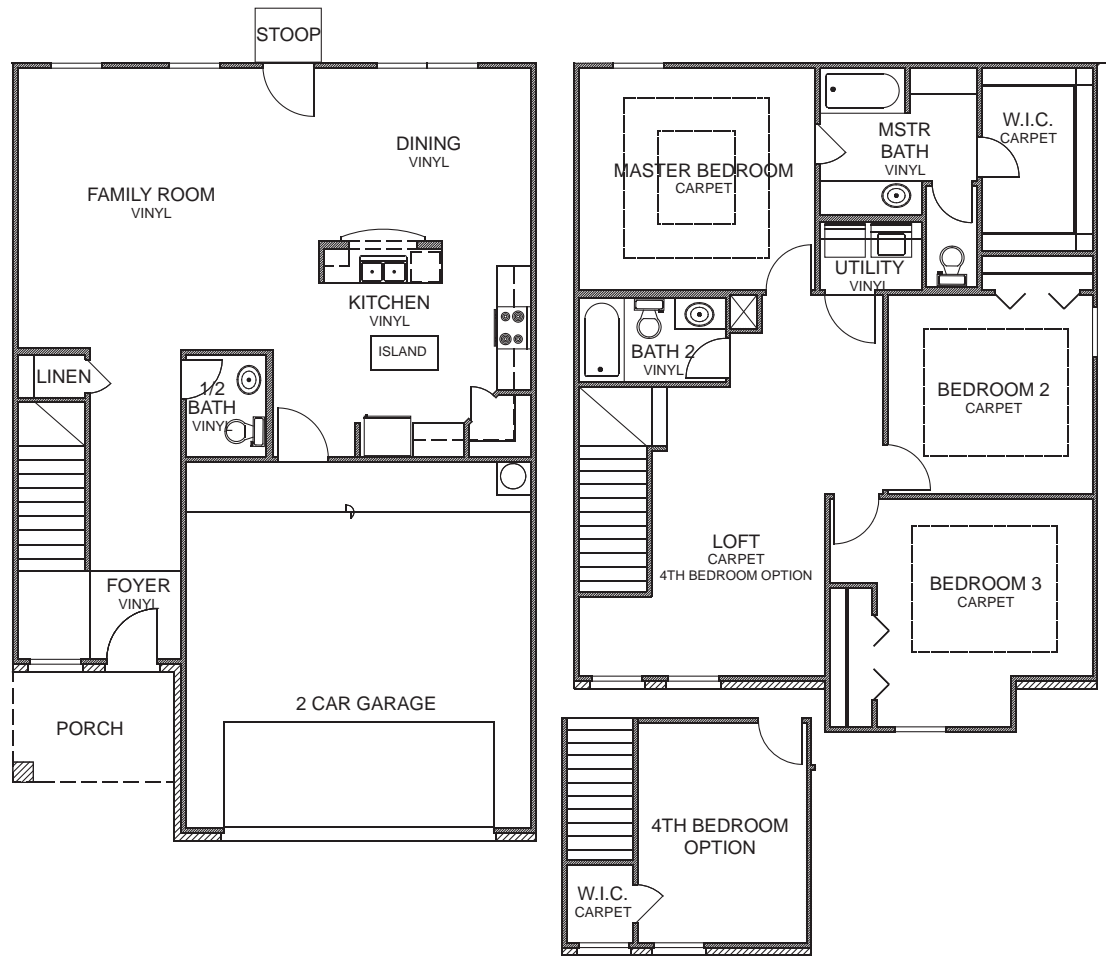 STOOP
DINING
VINYL
FAMILY ROOM
VINYL
KITCHEN
VINYL
ISLAND
LINEN
1/2
BATH
VINYL
FOYER
VINYL
2 CAR GARAGE
PORCH
MASTER BEDROOM
CARPET
MSTR
BATH
VINYL
W.I.C.
CARPET
UTILITY
VINYL
BATH 2
VINYL
BEDROOM 2
CARPET
LOFT
CARPET
4TH BEDROOM OPTION
BEDROOM 3
CARPET
4TH BEDROOM
OPTION
W.I.C.
CARPET